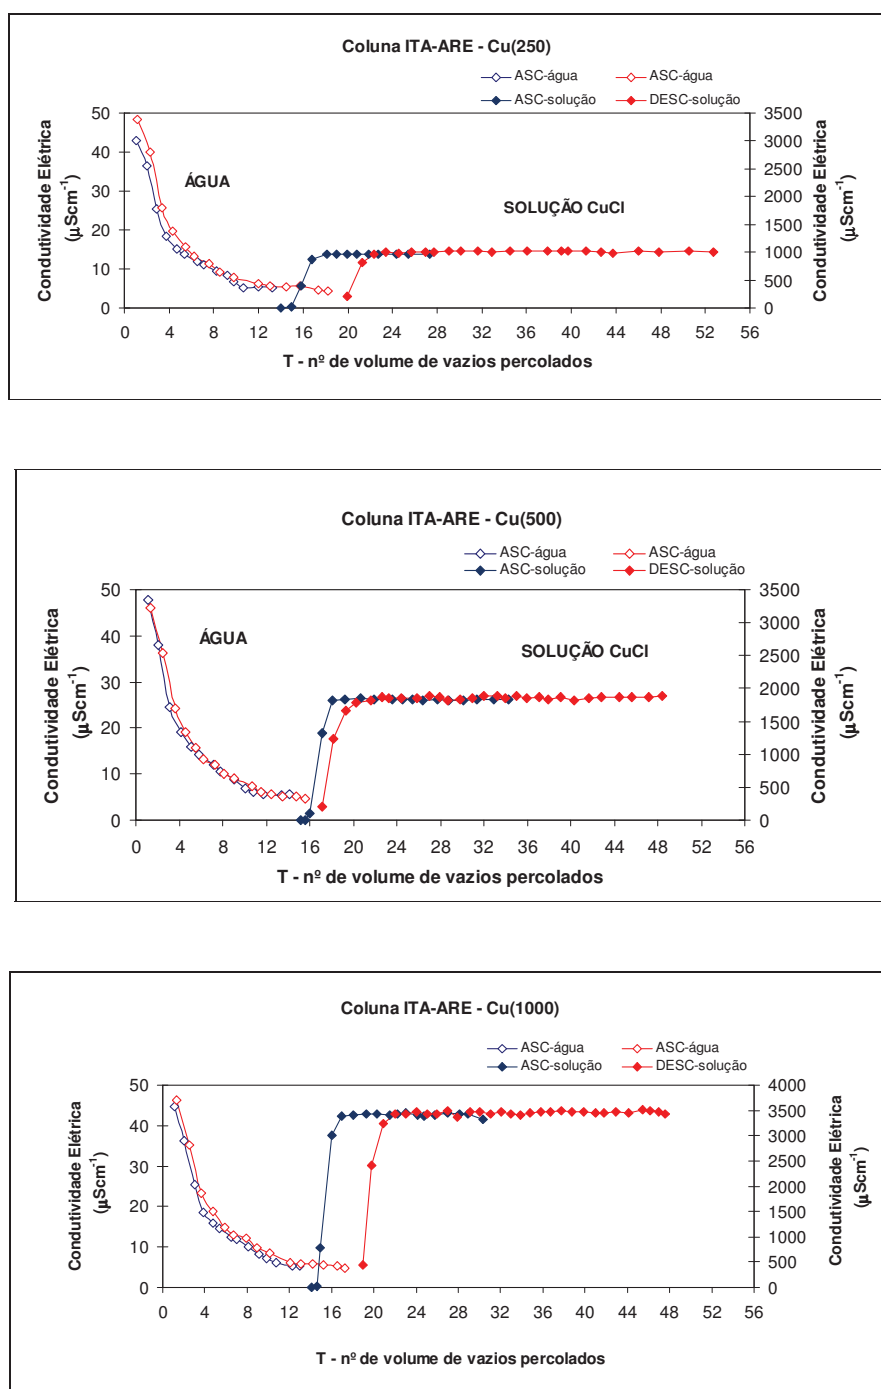 Coluna ITA-ARE - Cu(250)
ASC-água ASC-água
ASC-solução DESC-solução
Condutividade Elétrica
(µScm⁻¹)
50
40
30
20
10
0
ÁGUA
SOLUÇÃO CuCl
3500
3000
2500
2000
1500
1000
500
0
Condutividade Elétrica
(µScm⁻¹)
0 4 8 12 16 20 24 28 32 36 40 44 48 52 56
T - nº de volume de vazios percolados
Coluna ITA-ARE - Cu(500)
ASC-água ASC-água
ASC-solução DESC-solução
Condutividade Elétrica
(µScm⁻¹)
50
40
30
20
10
0
ÁGUA
SOLUÇÃO CuCl
3500
3000
2500
2000
1500
1000
500
0
Condutividade Elétrica
(µScm⁻¹)
0 4 8 12 16 20 24 28 32 36 40 44 48 52 56
T - nº de volume de vazios percolados
Coluna ITA-ARE - Cu(1000)
ASC-água ASC-água
ASC-solução DESC-solução
Condutividade Elétrica
(µScm⁻¹)
50
40
30
20
10
0
4000
3500
3000
2500
2000
1500
1000
500
0
Condutividade Elétrica
(µScm⁻¹)
0 4 8 12 16 20 24 28 32 36 40 44 48 52 56
T - nº de volume de vazios percolados